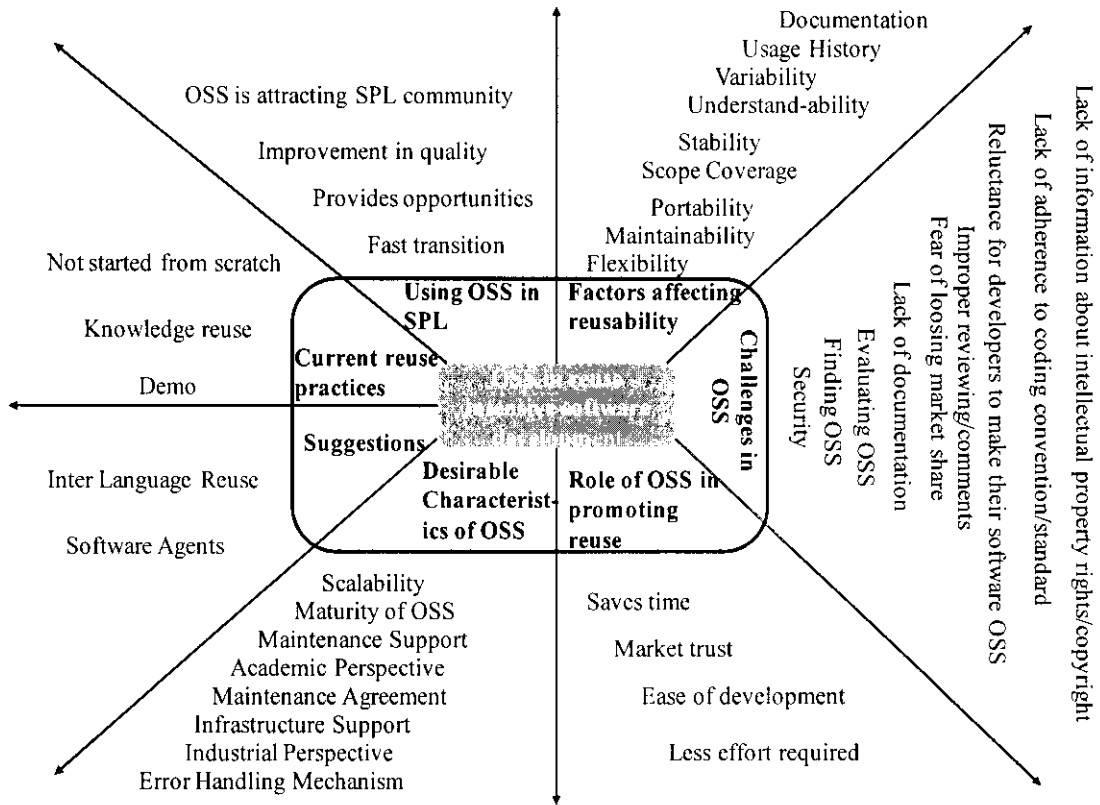 Documentation
Usage History
Variability
Understand-ability
Stability
Scope Coverage
Portability
Maintainability
Flexibility
OSS is attracting SPL community
Improvement in quality
Provides opportunities
Fast transition
Not started from scratch
Knowledge reuse
Demo
Using OSS in
SPL
Factors affecting
reusability
Current reuse
practices
Challenges in
OSS
Suggestions
Desirable
Characterist-
ics of OSS
Role of OSS in
promoting
reuse
Security
Finding OSS
Evaluating OSS
Lack of documentation
Fear of loosing market share
Improper reviewing/comments
Reluctance for developers to make their software OSS
Lack of adherence to coding convention/standard
Lack of information about intellectual property rights/copyright
Inter Language Reuse
Software Agents
Scalability
Maturity of OSS
Maintenance Support
Academic Perspective
Maintenance Agreement
Infrastructure Support
Industrial Perspective
Error Handling Mechanism
Saves time
Market trust
Ease of development
Less effort required